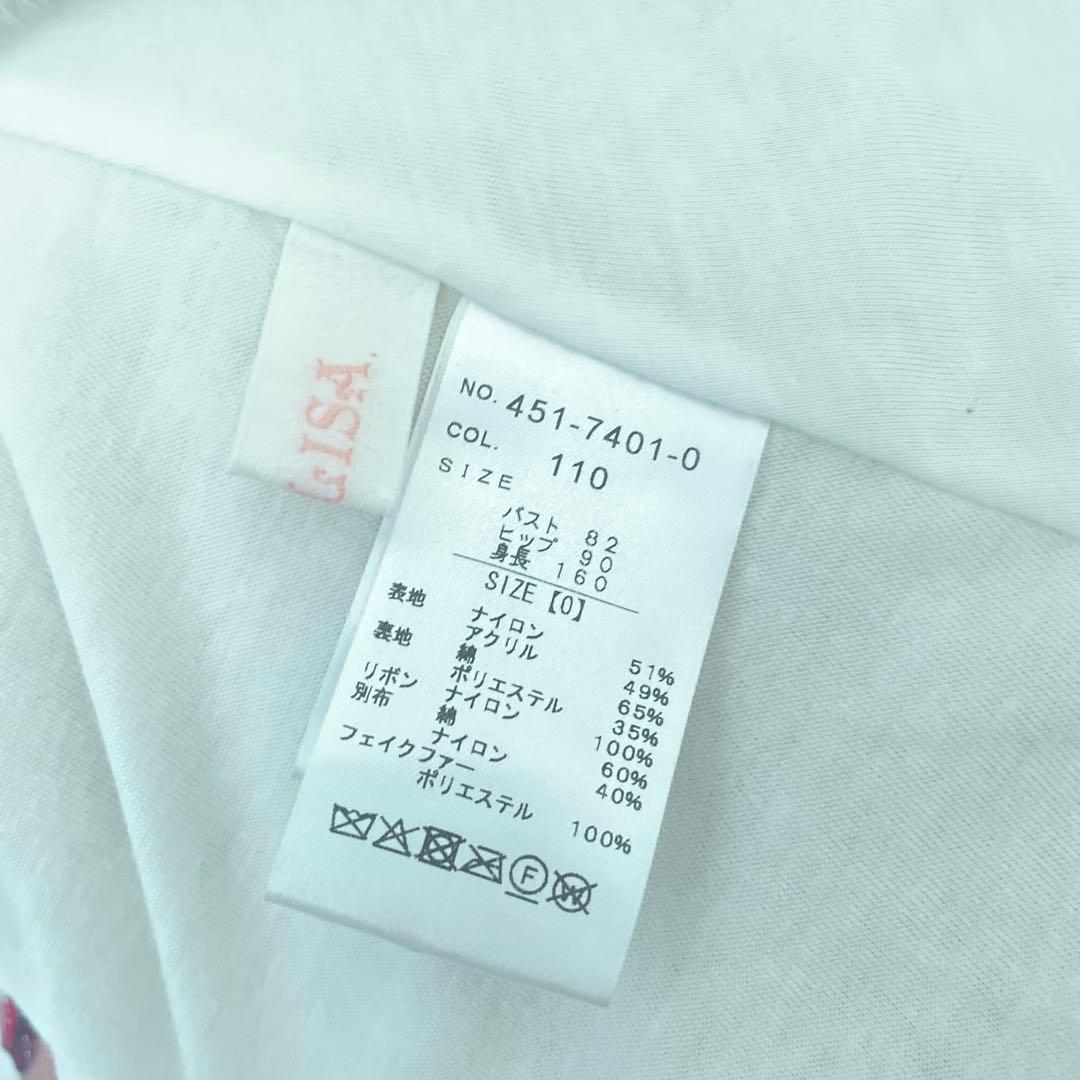 L.ISA
NO. 451-7401-0
COL. 110
SIZE
バスト 82
ヒップ 90
身長 160
SIZE【0】
表地 ナイロン 51%
アクリル 49%
裏地 綿 65%
ポリエステル 35%
リボン ナイロン 100%
別布 綿 60%
ナイロン 40%
フェイクファー
ポリエステル 100%
F
W